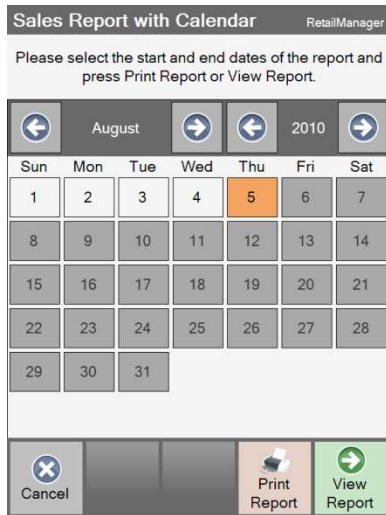 Sales Report with Calendar RetailManager
Please select the start and end dates of the report and
press Print Report or View Report.
August 2010
Sun Mon Tue Wed Thu Fri Sat
1 2 3 4 5 6 7
8 9 10 11 12 13 14
15 16 17 18 19 20 21
22 23 24 25 26 27 28
29 30 31
Cancel
Print
Report
View
Report